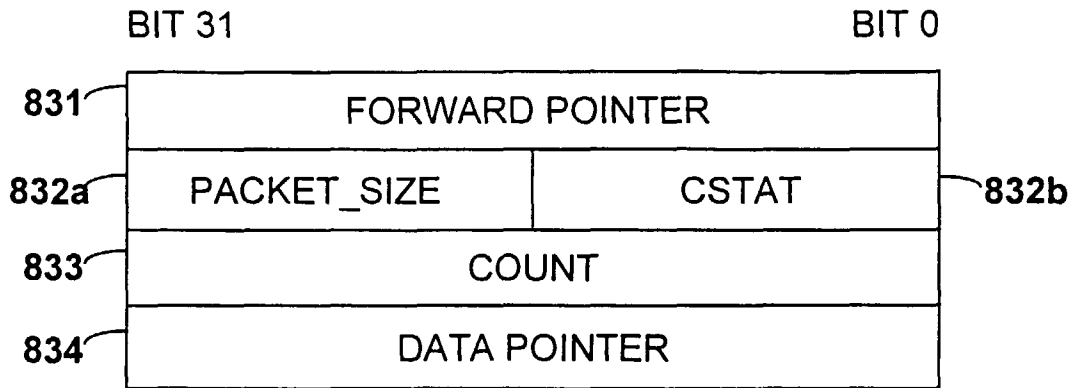 BIT 31 BIT 0
831 FORWARD POINTER
832a PACKET_SIZE CSTAT 832b
833 COUNT
834 DATA POINTER